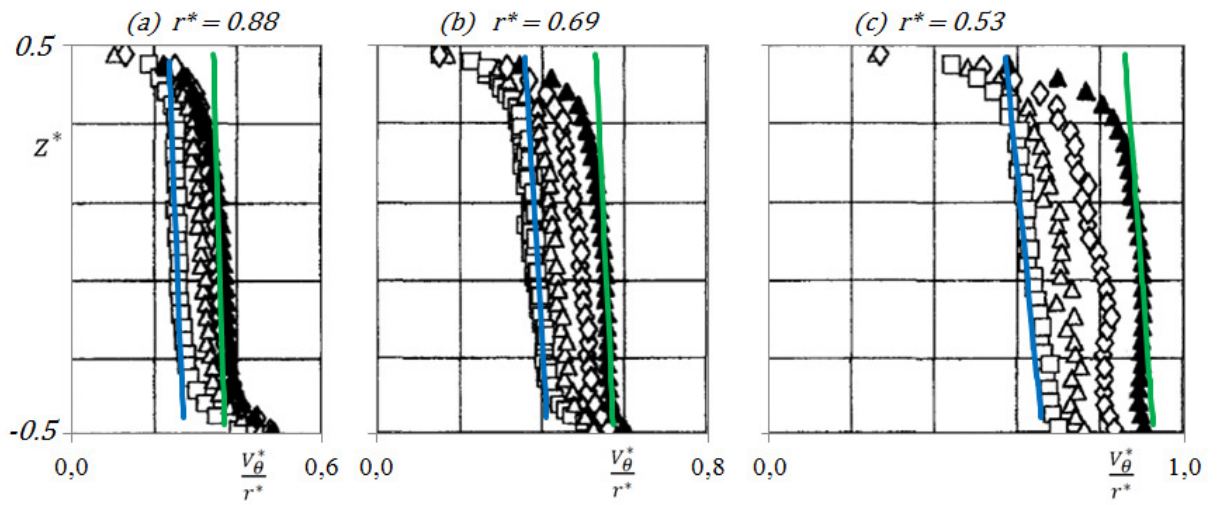 (a) r* = 0.88
(b) r* = 0.69
(c) r* = 0.53
0.5
z*
-0.5
0,0
V*θ/r*
0,6
0,0
V*θ/r*
0,8
0.0
V*θ/r*
1,0